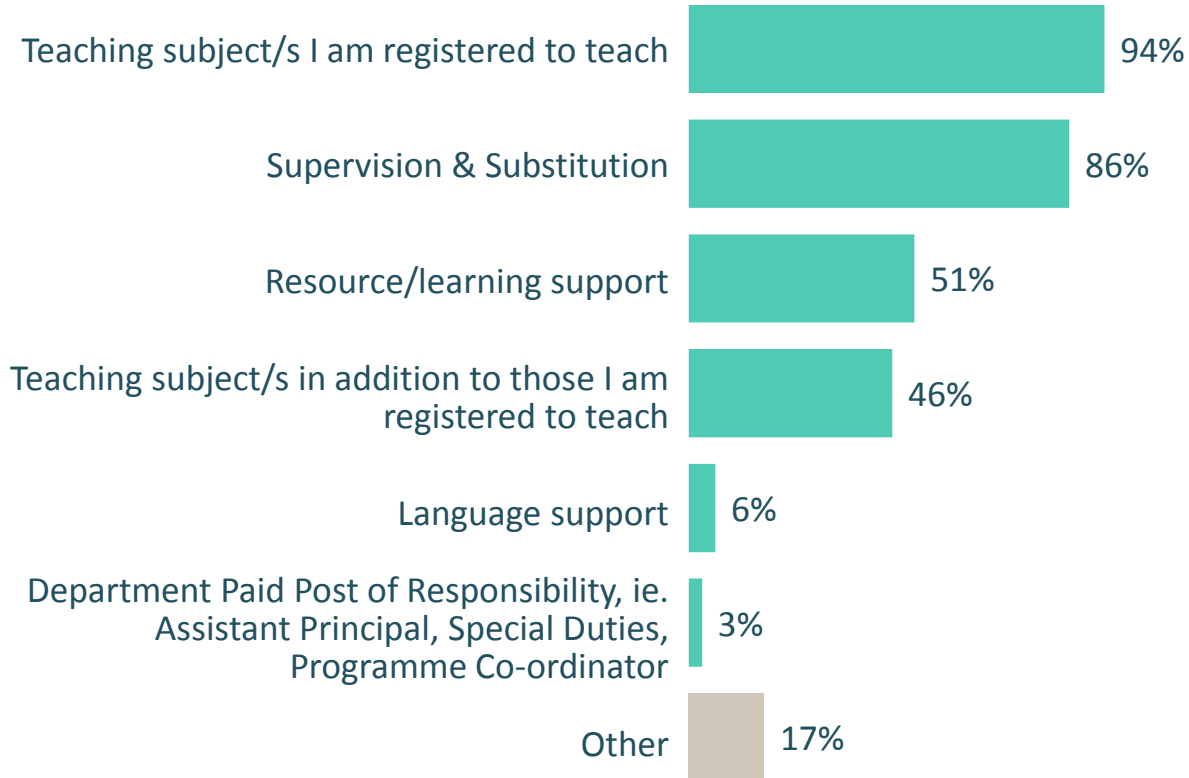 Teaching subject/s I am registered to teach 94%
Supervision & Substitution 86%
Resource/learning support 51%
Teaching subject/s in addition to those I am
registered to teach 46%
Language support 6%
Department Paid Post of Responsibility, ie.
Assistant Principal, Special Duties, 3%
Programme Co-ordinator
Other 17%